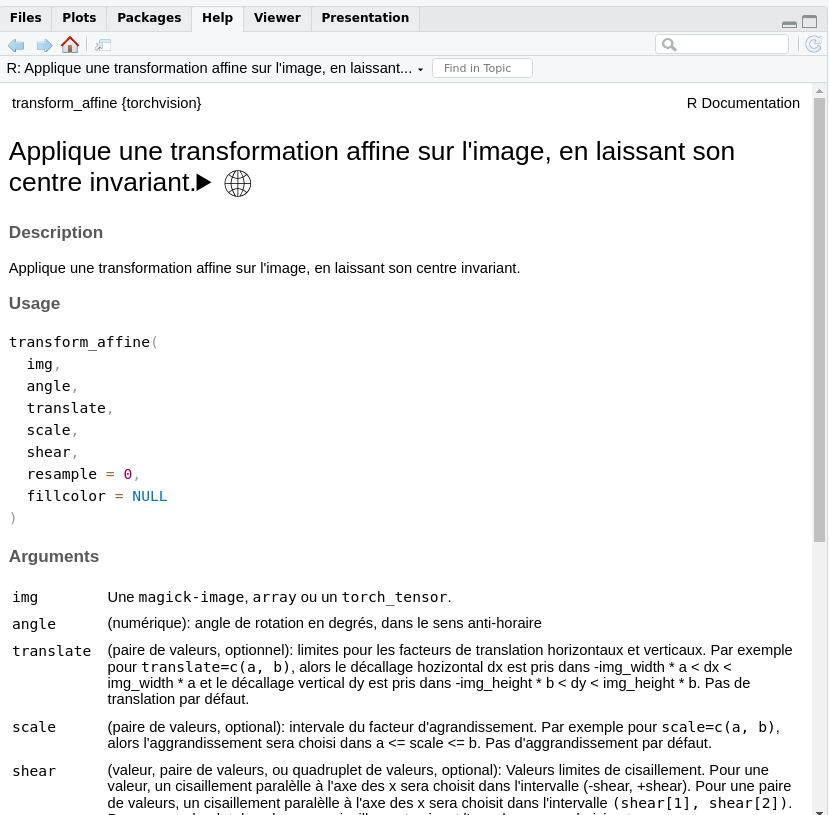 Files Plots Packages Help Viewer Presentation
R: Applique une transformation affine sur l'image, en laissant... Find in Topic
transform_affine {torchvision} R Documentation
Applique une transformation affine sur l'image, en laissant son
centre invariant.
Description
Applique une transformation affine sur l'image, en laissant son centre invariant.
Usage
transform_affine(
img,
angle,
translate,
scale,
shear,
resample = 0,
fillcolor = NULL
)
Arguments
img Une magick-image, array ou un torch_tensor.
angle (numérique): angle de rotation en degrés, dans le sens anti-horaire
translate (paire de valeurs, optionnel): limites pour les facteurs de translation horizontaux et verticaux. Par exemple
pour translate=c(a, b), alors le décallage hozizontal dx est pris dans -img_width * a < dx <
img_width * a et le décallage vertical dy est pris dans -img_height * b < dy < img_height * b. Pas de
translation par défaut.
scale (paire de valeurs, optional): intervale du facteur d'agrandissement. Par exemple pour scale=c(a, b),
alors l'aggrandissement sera choisi dans a <= scale <= b. Pas d'aggrandissement par défaut.
shear (valeur, paire de valeurs, ou quadruplet de valeurs, optional): Valeurs limites de cisaillement. Pour une
valeur, un cisaillement paralèlle à l'axe des x sera choisit dans l'intervalle (-shear, +shear). Pour une paire
de valeurs, un cisaillement paralèlle à l'axe des x sera choisit dans l'intervalle (shear[1], shear[2]).